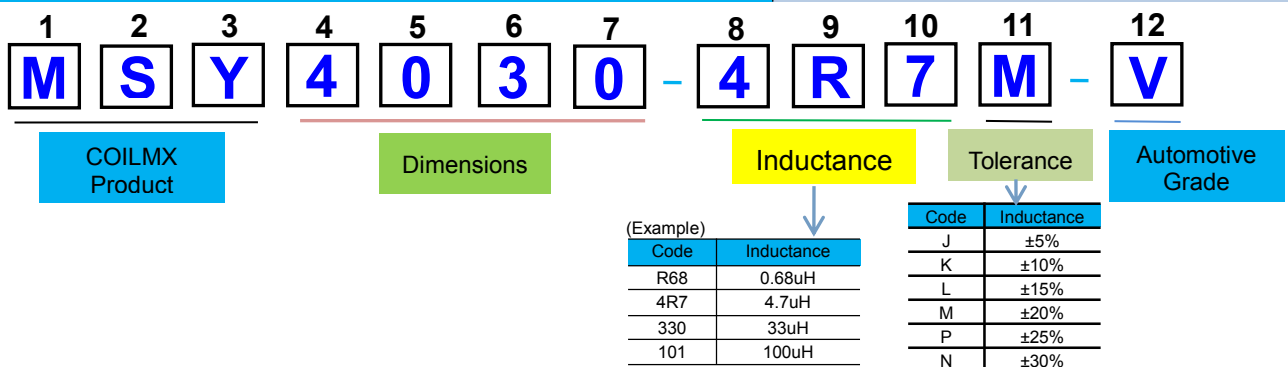 1 2 3 4 5 6 7 8 9 10 11 12
M S Y 4 0 3 0 – 4 R 7 M – V
COILMX
Product
Dimensions
Inductance
Tolerance
Automotive
Grade
(Example)
Code Inductance
R68 0.68uH
4R7 4.7uH
330 33uH
101 100uH
Code Inductance
J ±5%
K ±10%
L ±15%
M ±20%
P ±25%
N ±30%